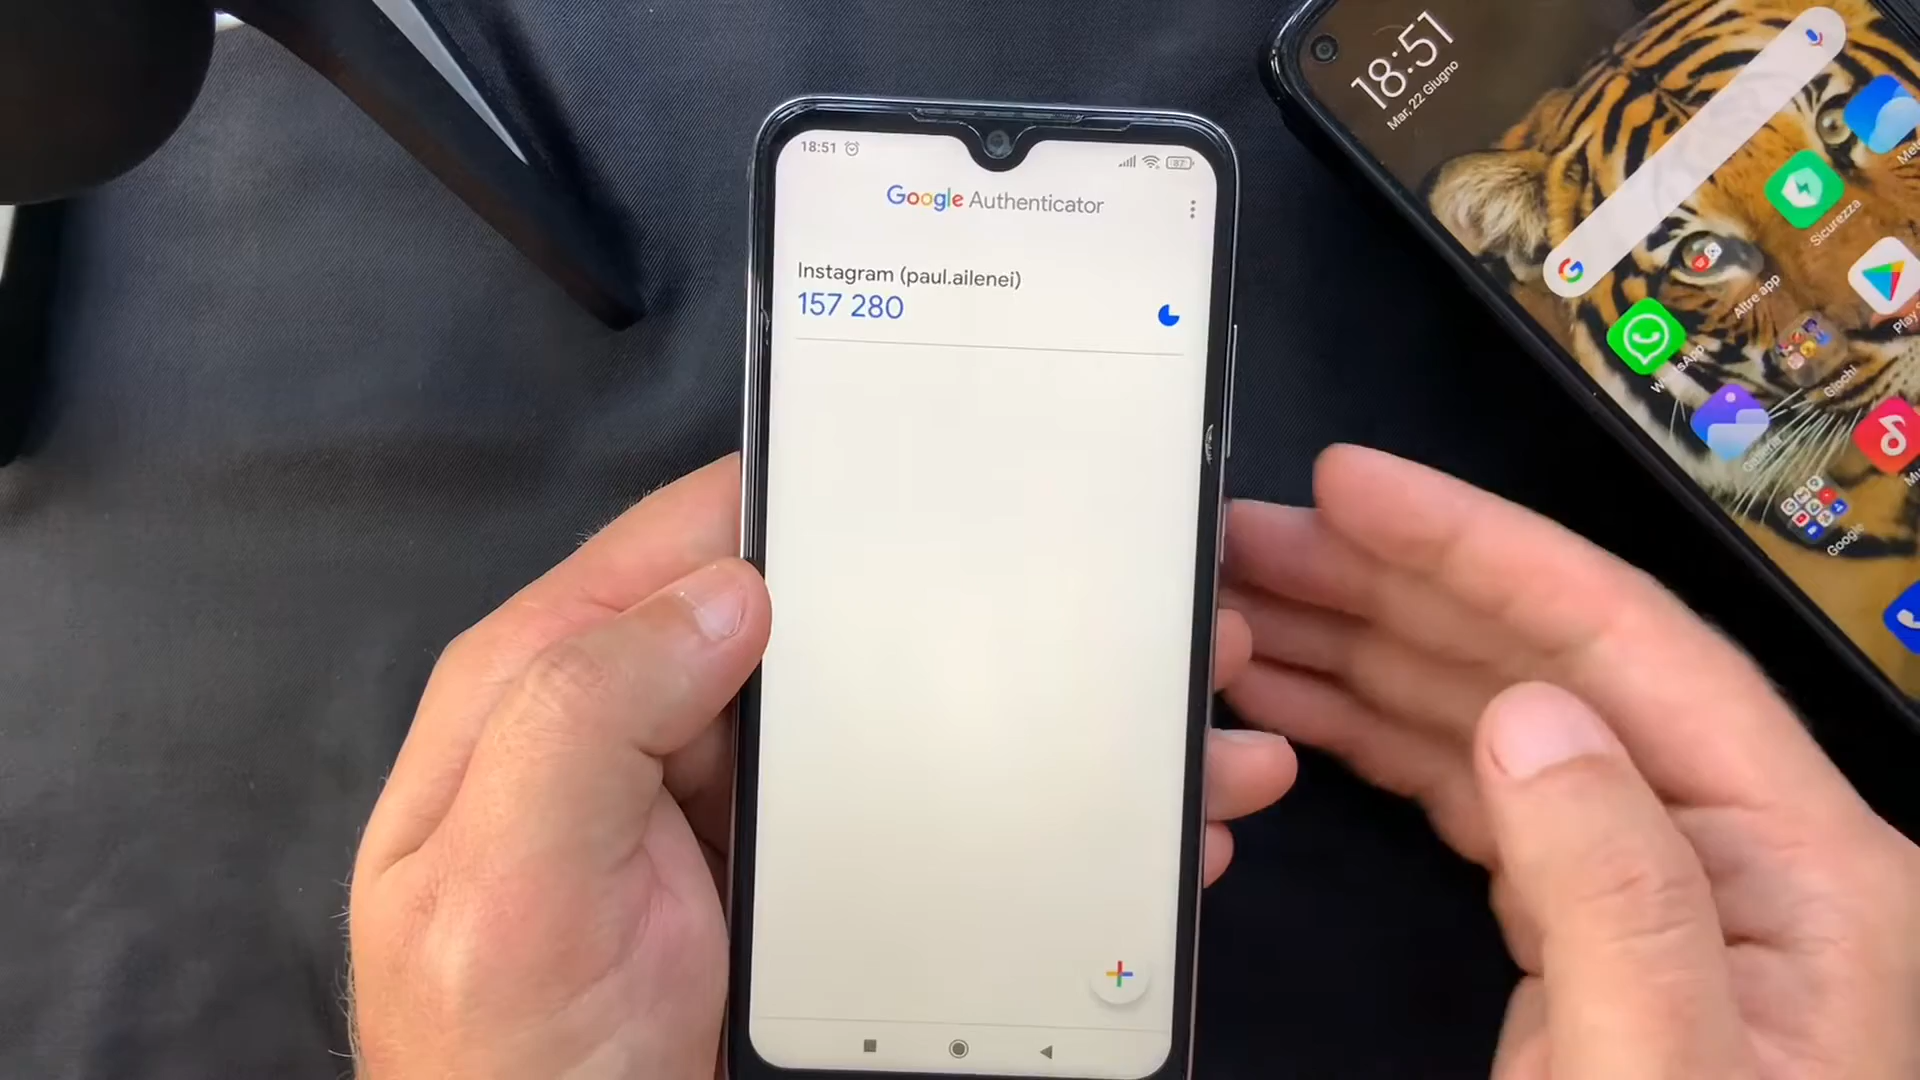 18:51
87
Google Authenticator
Instagram (paul.ailenei)
157 280
18:51
Mar, 22 Giugno
Sicurezza
Altre app
WhatsApp
Giochi
Galleria
Google